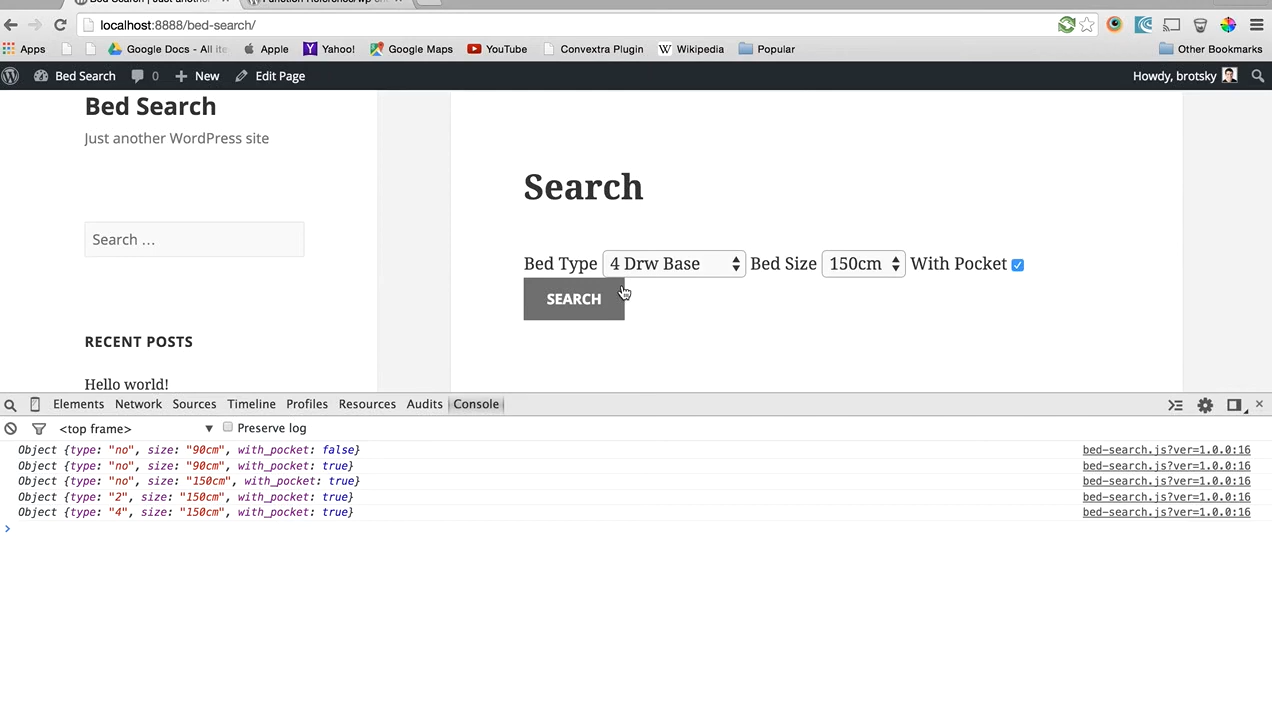 Bed Search | Just another
localhost:8888/bed-search/
Apps Google Docs - All ite Apple Yahoo! Google Maps YouTube Convextra Plugin Wikipedia Popular Other Bookmarks
Bed Search 0 New Edit Page Howdy, brotsky
Bed Search
Just another WordPress site
Search …
RECENT POSTS
Hello world!
Search
Bed Type 4 Drw Base Bed Size 150cm With Pocket
SEARCH
Elements Network Sources Timeline Profiles Resources Audits Console
<top frame> Preserve log
Object {type: "no", size: "90cm", with_pocket: false} bed-search.js?ver=1.0.0:16
Object {type: "no", size: "90cm", with_pocket: true} bed-search.js?ver=1.0.0:16
Object {type: "no", size: "150cm", with_pocket: true} bed-search.js?ver=1.0.0:16
Object {type: "2", size: "150cm", with_pocket: true} bed-search.js?ver=1.0.0:16
Object {type: "4", size: "150cm", with_pocket: true} bed-search.js?ver=1.0.0:16